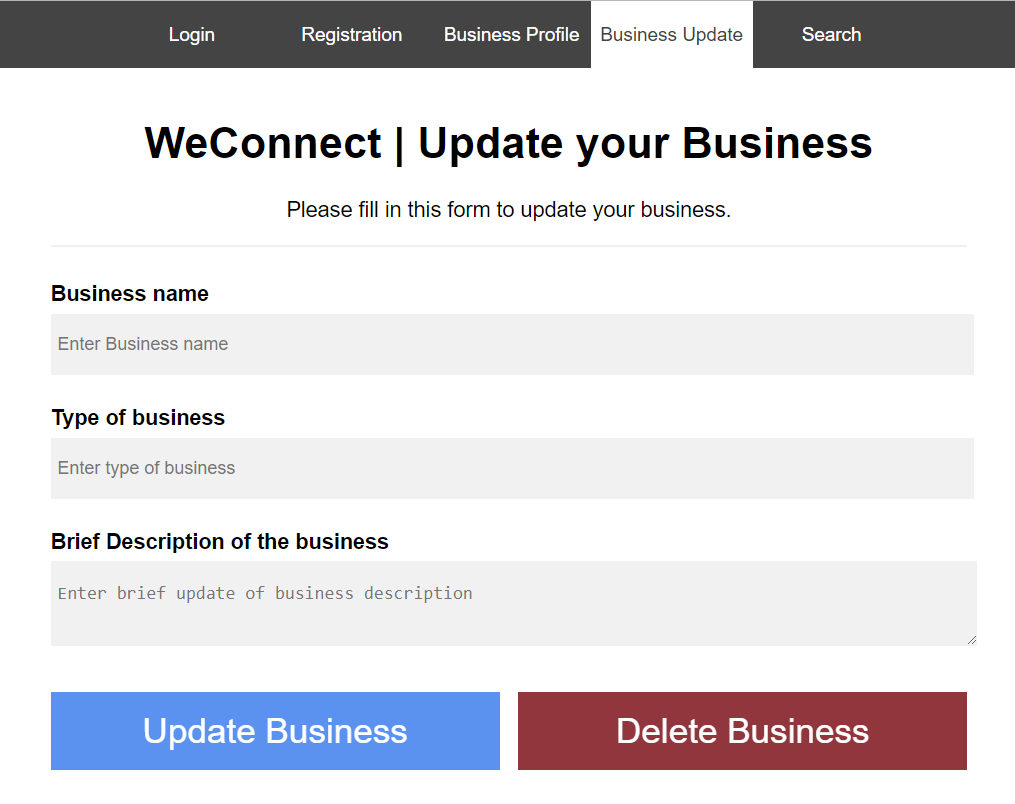 Login Registration Business Profile Business Update Search
WeConnect | Update your Business
Please fill in this form to update your business.
Business name
Enter Business name
Type of business
Enter type of business
Brief Description of the business
Enter brief update of business description
Update Business Delete Business